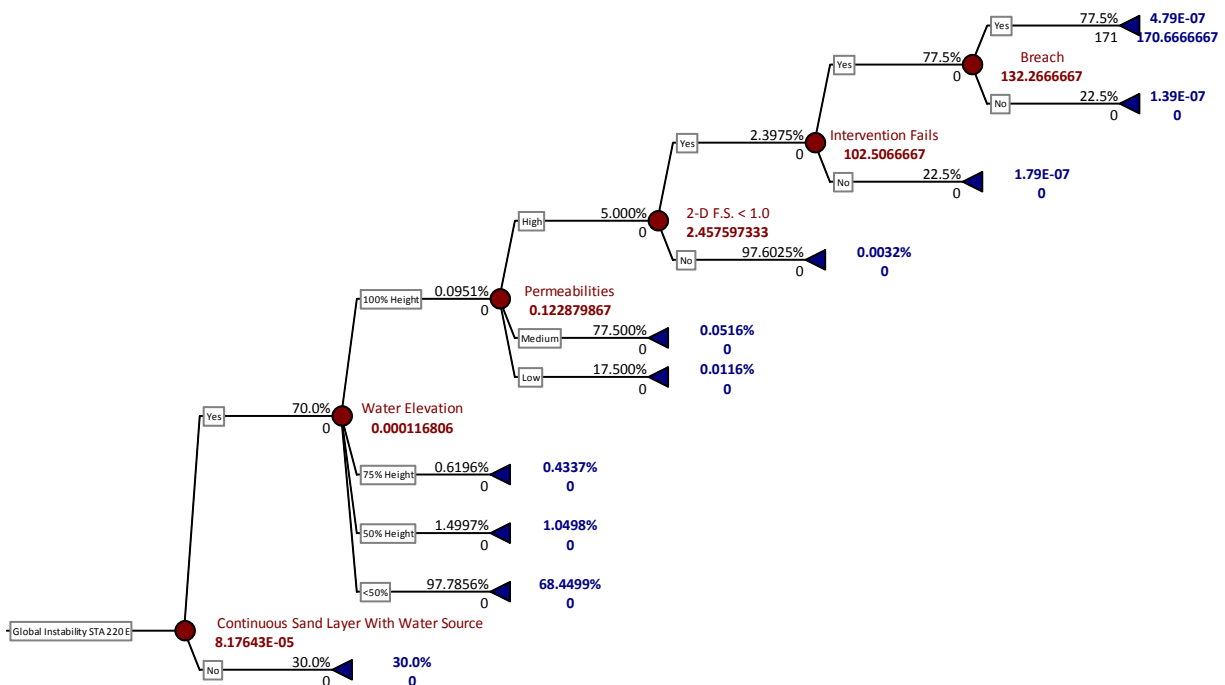 77.5%
4.79E-07
Yes
171
170.6666667
77.5%
Breach
Yes
0
132.2666667
22.5%
1.39E-07
No
0
0
2.3975%
Intervention Fails
Yes
0
102.5066667
22.5%
1.79E-07
No
0
0
5.000%
2-D F.S. < 1.0
High
0
2.457597333
97.6025%
0.0032%
No
0
0
0.0951%
Permeabilities
100% Height
0
0.122879867
77.500%
0.0516%
Medium
0
0
17.500%
0.0116%
Low
0
0
70.0%
Water Elevation
Yes
0
0.000116806
0.6196%
0.4337%
75% Height
0
0
1.4997%
1.0498%
50% Height
0
0
97.7856%
68.4499%
<50%
0
0
Global Instability STA 220 E
Continuous Sand Layer With Water Source
8.17643E-05
30.0%
30.0%
No
0
0